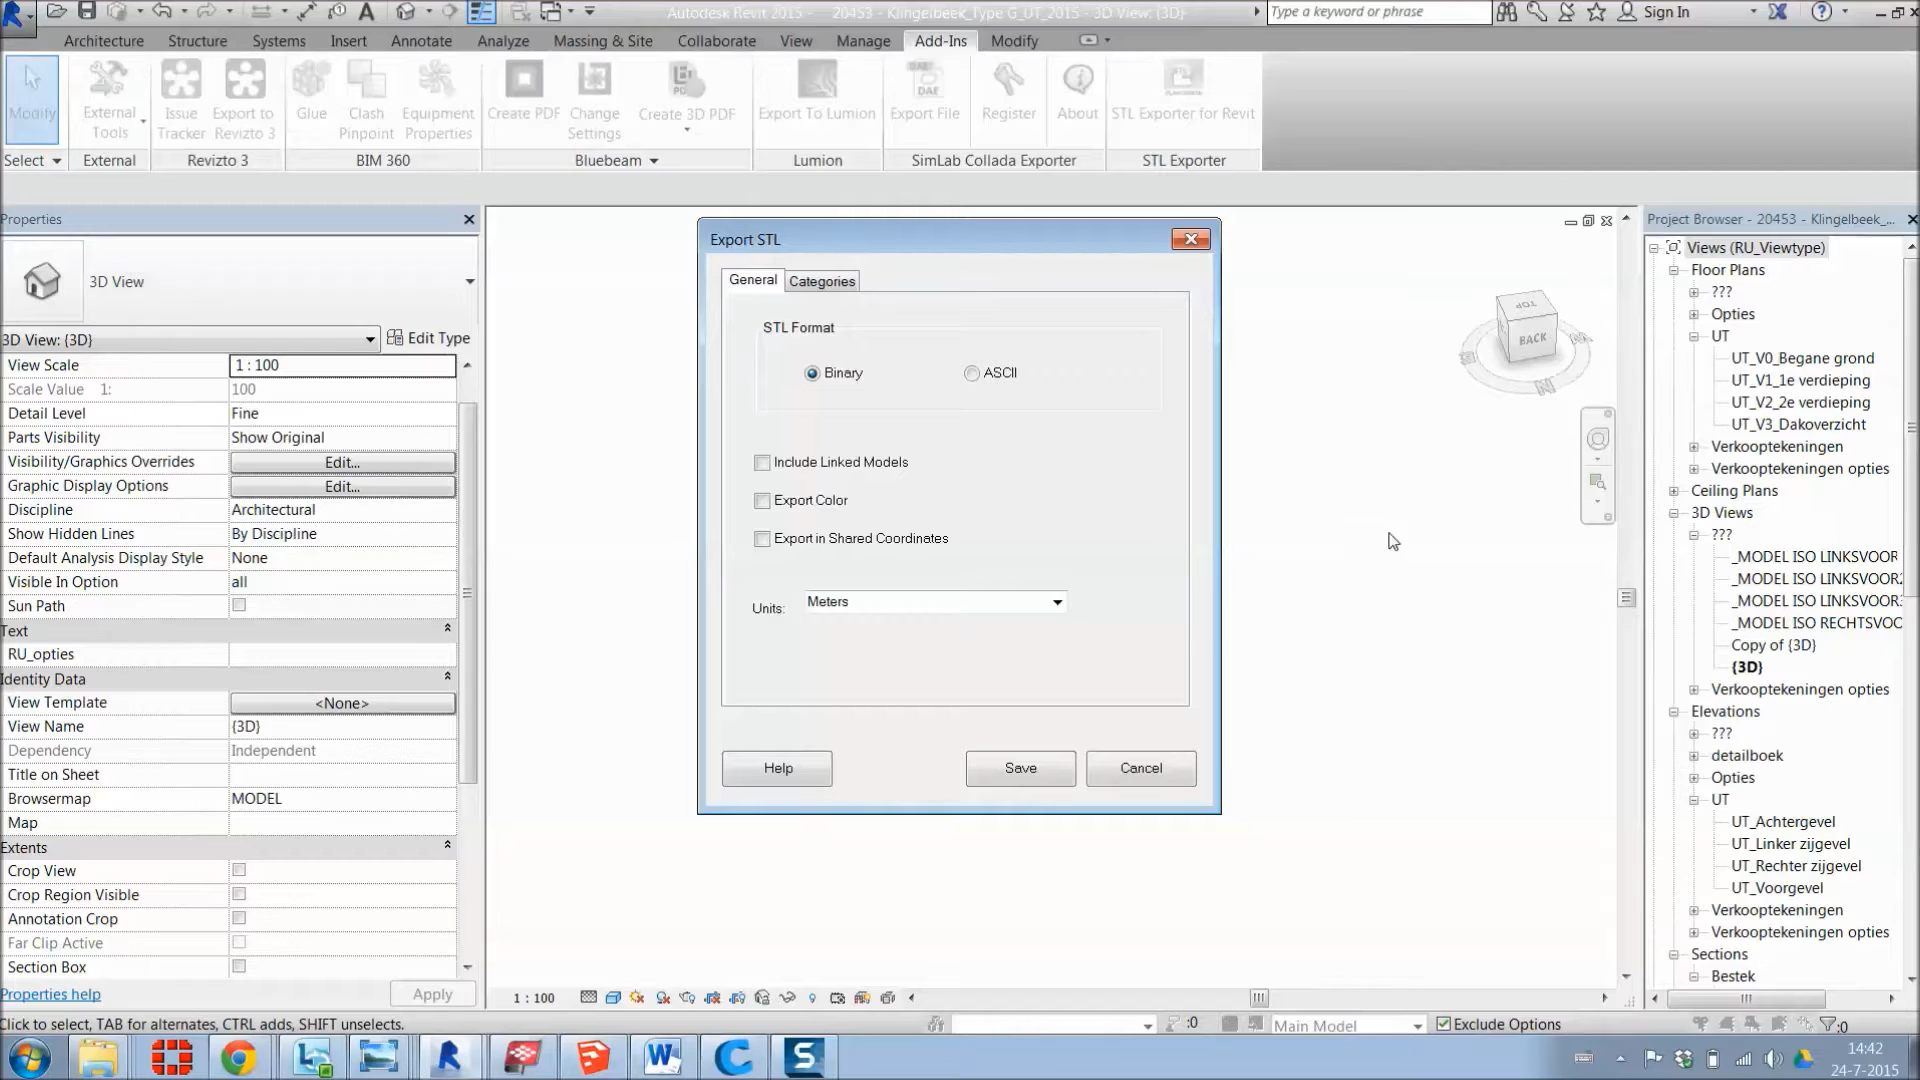 Autodesk Revit 2015 - 20453 - Klingelbeek_Type G_UT_2015 - 3D View: {3D}
Type a keyword or phrase
Sign In
Architecture Structure Systems Insert Annotate Analyze Massing & Site Collaborate View Manage Add-Ins Modify
Modify
External Tools
Issue Tracker
Export to Revizto 3
Glue
Clash Pinpoint
Equipment Properties
Create PDF
Change Settings
Create 3D PDF
Export To Lumion
Export File
Register
About
STL Exporter for Revit
Select External Revizto 3 BIM 360 Bluebeam Lumion SimLab Collada Exporter STL Exporter
Properties
3D View
3D View: {3D} Edit Type
View Scale 1 : 100
Scale Value 1: 100
Detail Level Fine
Parts Visibility Show Original
Visibility/Graphics Overrides Edit...
Graphic Display Options Edit...
Discipline Architectural
Show Hidden Lines By Discipline
Default Analysis Display Style None
Visible In Option all
Sun Path
Text
RU_opties
Identity Data
View Template <None>
View Name {3D}
Dependency Independent
Title on Sheet
Browsermap MODEL
Map
Extents
Crop View
Crop Region Visible
Annotation Crop
Far Clip Active
Section Box
Properties help Apply
Export STL
General Categories
STL Format
Binary ASCII
Include Linked Models
Export Color
Export in Shared Coordinates
Units: Meters
Help Save Cancel
TOP
BACK
N
Project Browser - 20453 - Klingelbeek_...
Views (RU_Viewtype)
Floor Plans
???
Opties
UT
UT_V0_Begane grond
UT_V1_1e verdieping
UT_V2_2e verdieping
UT_V3_Dakoverzicht
Verkooptekeningen
Verkooptekeningen opties
Ceiling Plans
3D Views
???
_MODEL ISO LINKSVOOR
_MODEL ISO LINKSVOOR2
_MODEL ISO LINKSVOOR3
_MODEL ISO RECHTSVOO
Copy of {3D}
{3D}
Verkooptekeningen opties
Elevations
???
detailboek
Opties
UT
UT_Achtergevel
UT_Linker zijgevel
UT_Rechter zijgevel
UT_Voorgevel
Verkooptekeningen
Verkooptekeningen opties
Sections
Bestek
1 : 100
Click to select, TAB for alternates, CTRL adds, SHIFT unselects.
:0
Main Model
Exclude Options
:0
14:42
24-7-2015